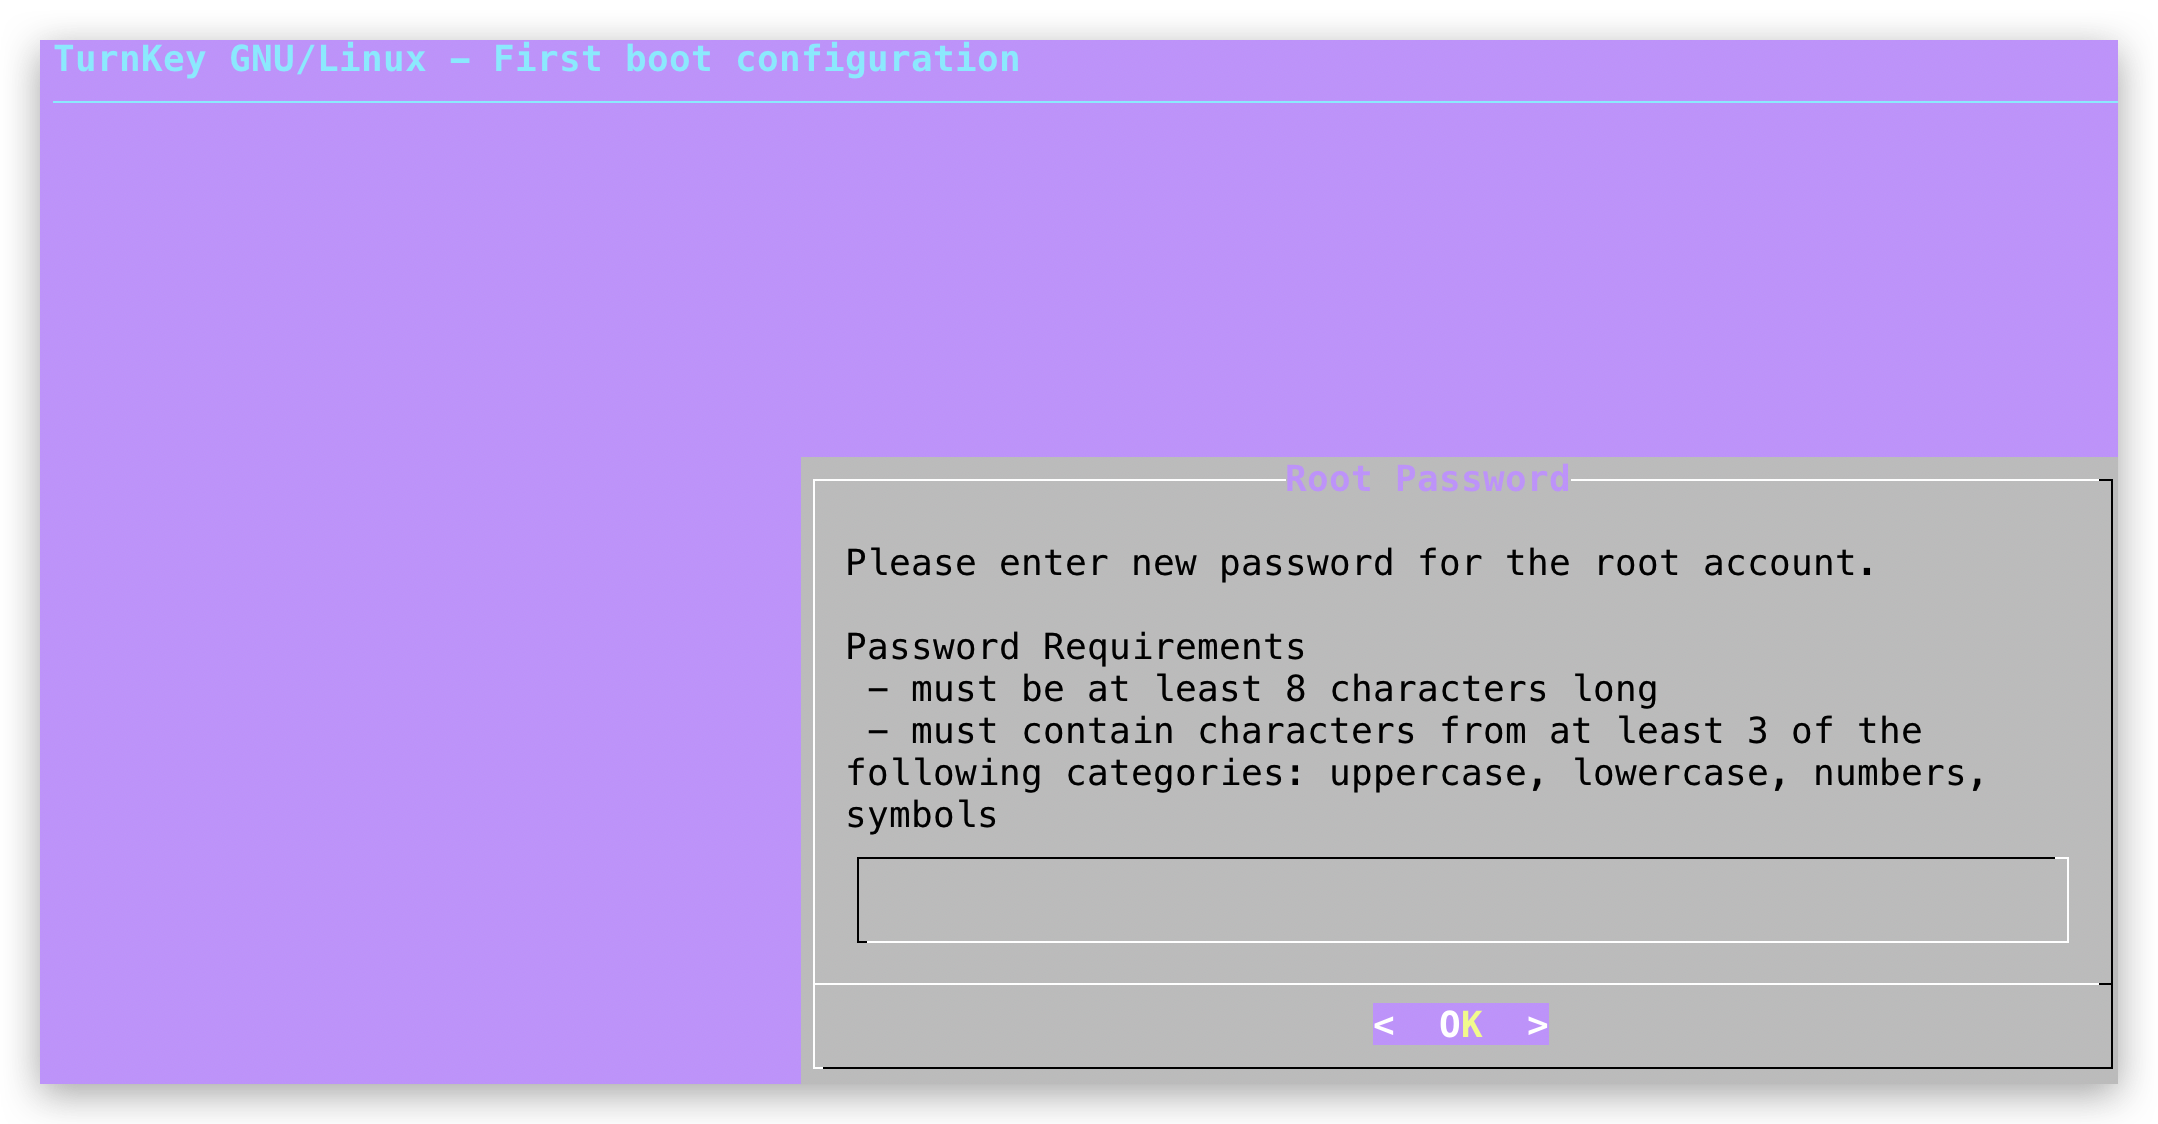 TurnKey GNU/Linux - First boot configuration
Root Password
Please enter new password for the root account.
Password Requirements
- must be at least 8 characters long
- must contain characters from at least 3 of the
following categories: uppercase, lowercase, numbers,
symbols
<  OK  >